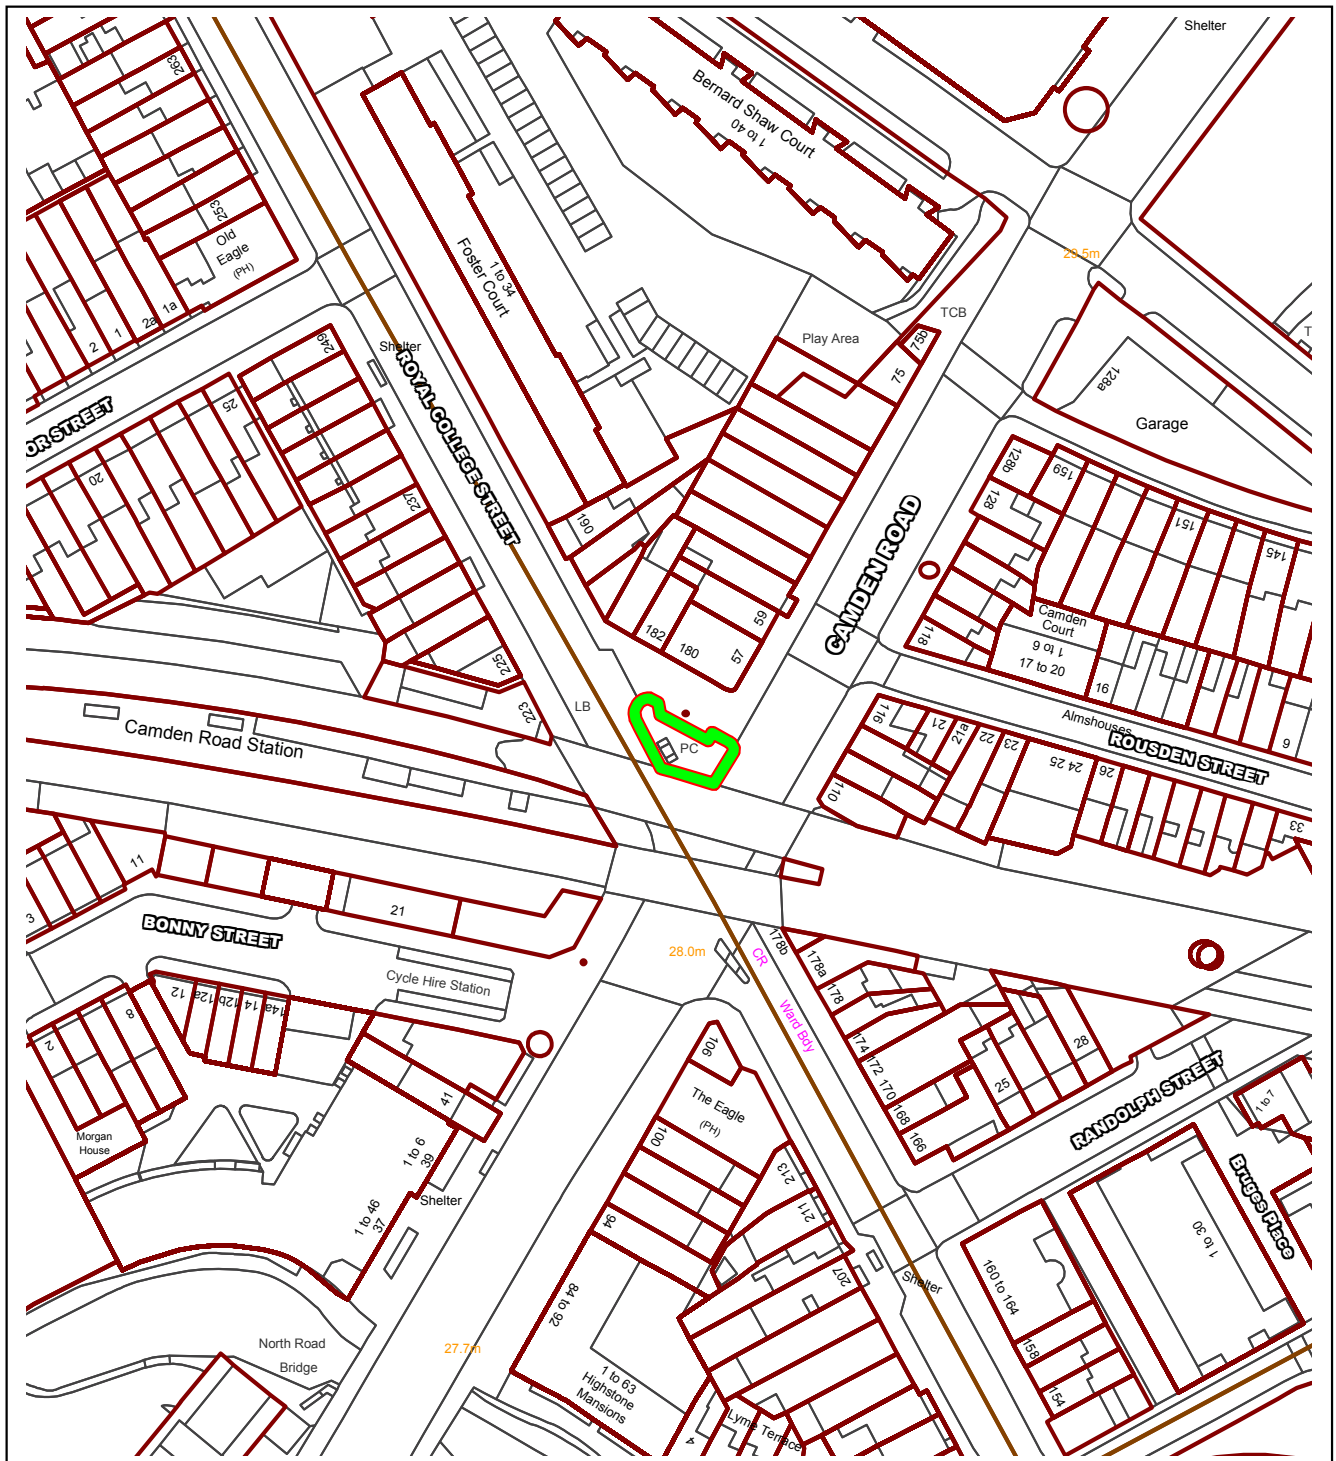 Shelter
263
Bernard Shaw Court
1 to 40
253
Old
Eagle
(PH)
29.5m
Foster Court
1 to 34
TCB
1a
2a
1
2
249
Shelter
Play Area
75b
75
128a
Garage
OR STREET
25
ROYAL COLLEGE STREET
20
237
128b
159
128
151
145
190
CAMDEN ROAD
59
182
180
57
118
Camden
Court
1 to 6
17 to 20
16
9
225
223
LB
PC
Camden Road Station
116
21
21a
22
23
24 25
26
Almshouses
ROUSDEN STREET
110
33
11
3
21
BONNY STREET
Cycle Hire Station
28.0m
CR
Ward Bdy
178b
178a
178
174
172
170
168
166
12
12a
12b
14
14a
2
8
Morgan
House
106
The Eagle
(PH)
100
94
41
1 to 6
39
Shelter
1 to 46
37
25
28
RANDOLPH STREET
1 to 7
Bruges Place
1 to 30
213
211
207
Shelter
160 to 164
158
154
84 to 92
North Road
Bridge
27.7m
1 to 63
Highstone
Mansions
4
Lyme Terrace